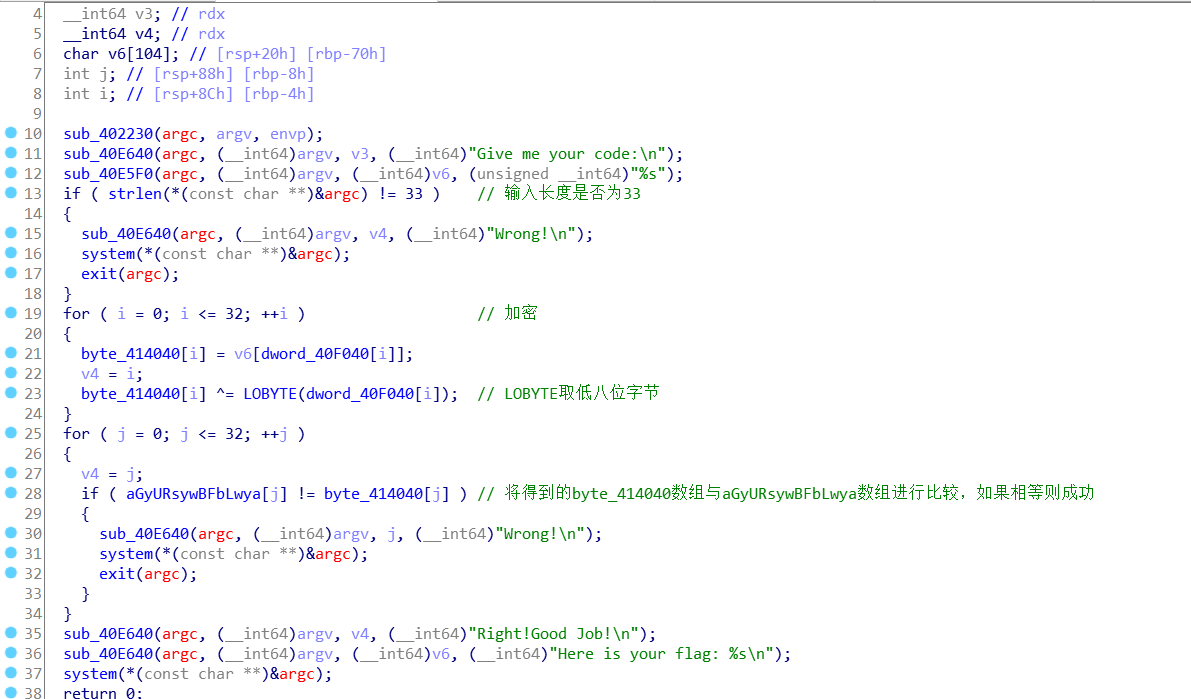 4 __int64 v3; // rdx
5 __int64 v4; // rdx
6 char v6[104]; // [rsp+20h] [rbp-70h]
7 int j; // [rsp+88h] [rbp-8h]
8 int i; // [rsp+8Ch] [rbp-4h]
9
10 sub_402230(argc, argv, envp);
11 sub_40E640(argc, (__int64)argv, v3, (__int64)"Give me your code:\n");
12 sub_40E5F0(argc, (__int64)argv, (__int64)v6, (unsigned __int64)"%s");
13 if ( strlen(*(const char **)&argc) != 33 ) // 输入长度是否为33
14 {
15 sub_40E640(argc, (__int64)argv, v4, (__int64)"Wrong!\n");
16 system(*(const char **)&argc);
17 exit(argc);
18 }
19 for ( i = 0; i <= 32; ++i ) // 加密
20 {
21 byte_414040[i] = v6[dword_40F040[i]];
22 v4 = i;
23 byte_414040[i] ^= LOBYTE(dword_40F040[i]); // LOBYTE取低八位字节
24 }
25 for ( j = 0; j <= 32; ++j )
26 {
27 v4 = j;
28 if ( aGyURsywBFbLwya[j] != byte_414040[j] ) // 将得到的byte_414040数组与aGyURsywBFbLwya数组进行比较，如果相等则成功
29 {
30 sub_40E640(argc, (__int64)argv, j, (__int64)"Wrong!\n");
31 system(*(const char **)&argc);
32 exit(argc);
33 }
34 }
35 sub_40E640(argc, (__int64)argv, v4, (__int64)"Right!Good Job!\n");
36 sub_40E640(argc, (__int64)argv, (__int64)v6, (__int64)"Here is your flag: %s\n");
37 system(*(const char **)&argc);
38 return 0;